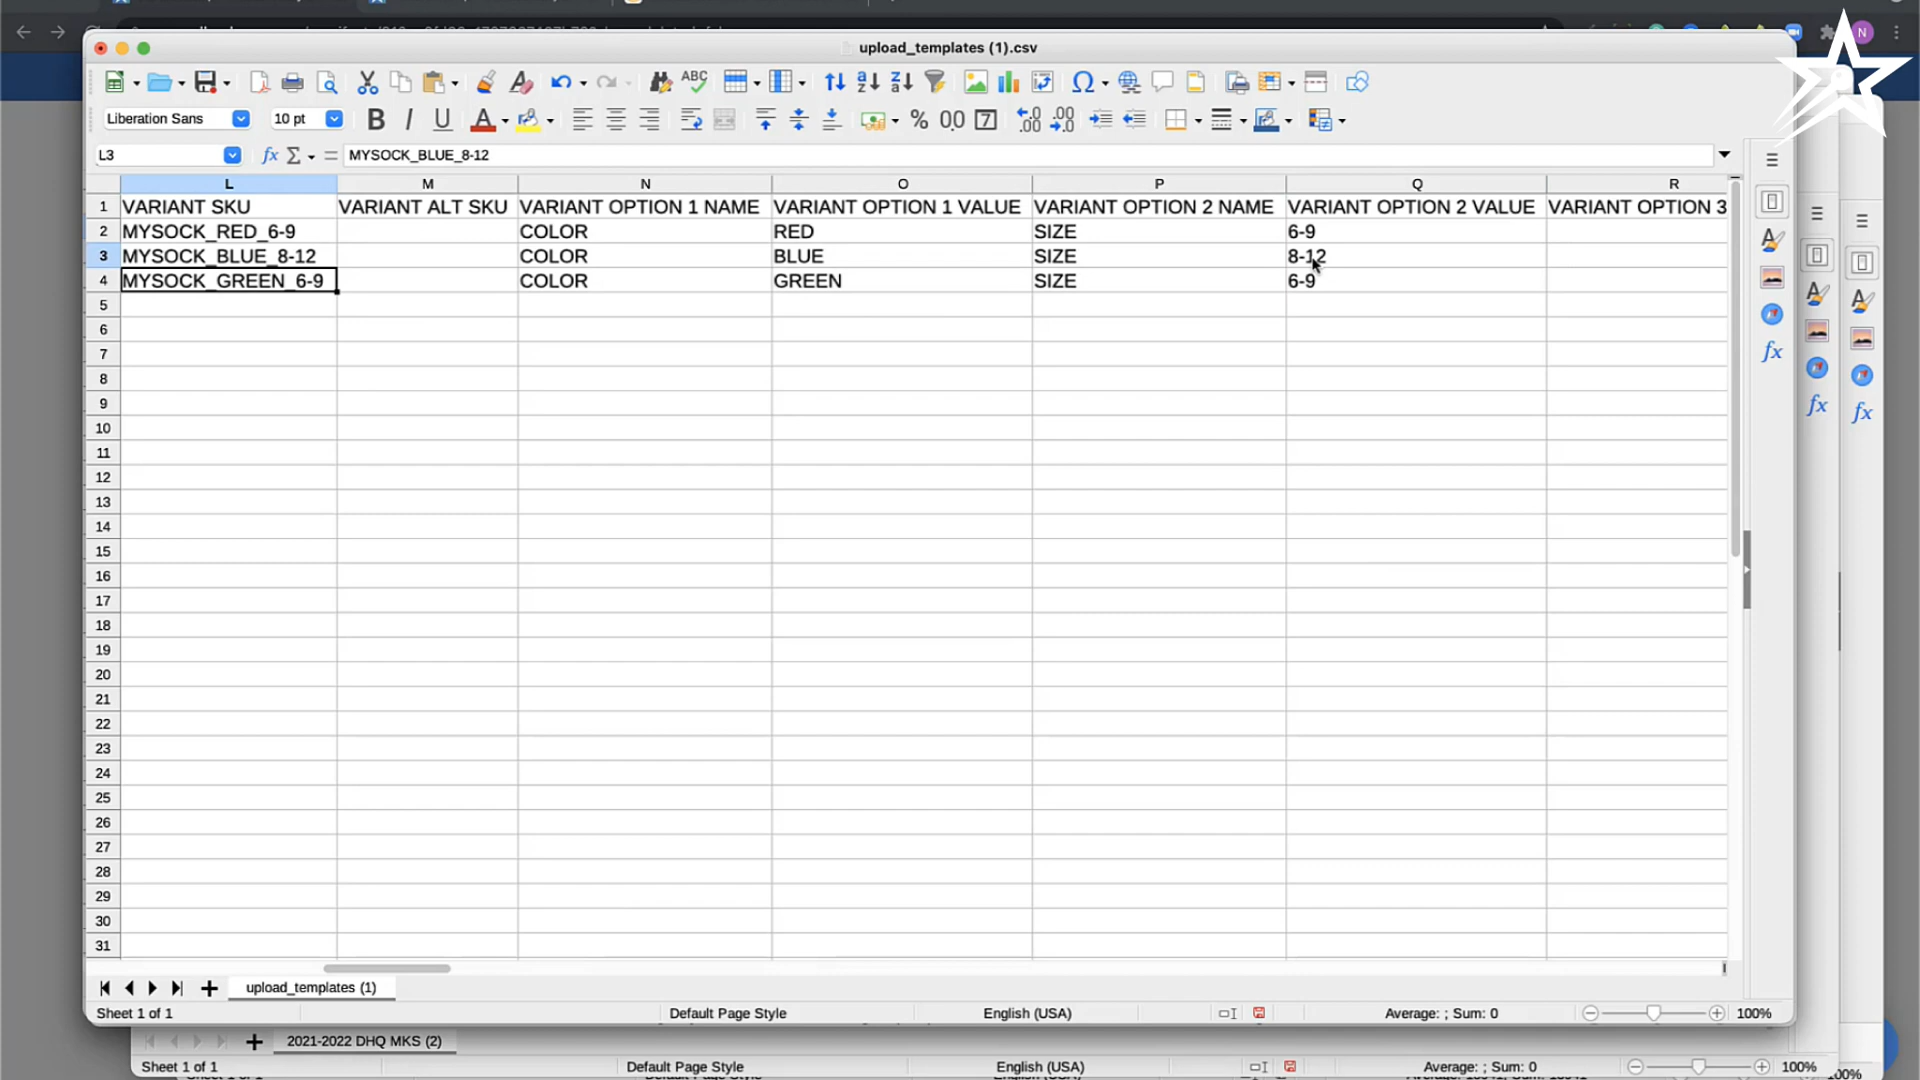 upload_templates (1).csv
Liberation Sans 10 pt
L3 MYSOCK_BLUE_8-12
L M N O P Q R
1 VARIANT SKU VARIANT ALT SKU VARIANT OPTION 1 NAME VARIANT OPTION 1 VALUE VARIANT OPTION 2 NAME VARIANT OPTION 2 VALUE VARIANT OPTION 3
2 MYSOCK_RED_6-9 COLOR RED SIZE 6-9
3 MYSOCK_BLUE_8-12 COLOR BLUE SIZE 8-12
4 MYSOCK_GREEN_6-9 COLOR GREEN SIZE 6-9
5
6
7
8
9
10
11
12
13
14
15
16
17
18
19
20
21
22
23
24
25
26
27
28
29
30
31
upload_templates (1)
Sheet 1 of 1 Default Page Style English (USA) Average: ; Sum: 0 100%
2021-2022 DHQ MKS (2)
Sheet 1 of 1 Default Page Style English (USA) Average: ; Sum: 0 100%
100%